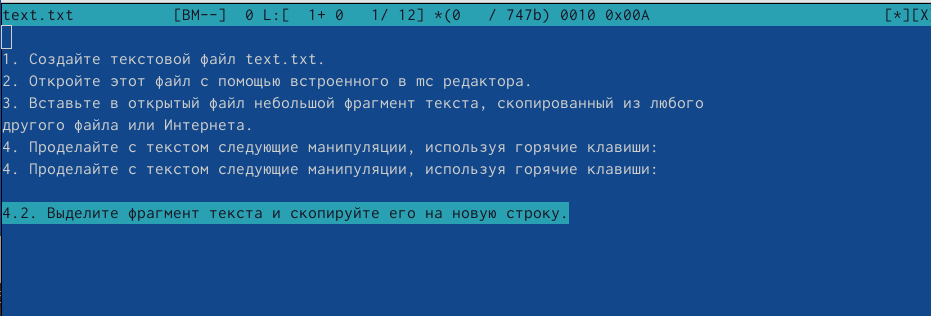 text.txt [BM--] 0 L:[ 1+ 0 1/ 12] *(0 / 747b) 0010 0x00A [*][X
1. Создайте текстовой файл text.txt.
2. Откройте этот файл с помощью встроенного в mc редактора.
3. Вставьте в открытый файл небольшой фрагмент текста, скопированный из любого
другого файла или Интернета.
4. Проделайте с текстом следующие манипуляции, используя горячие клавиши:
4. Проделайте с текстом следующие манипуляции, используя горячие клавиши:
4.2. Выделите фрагмент текста и скопируйте его на новую строку.